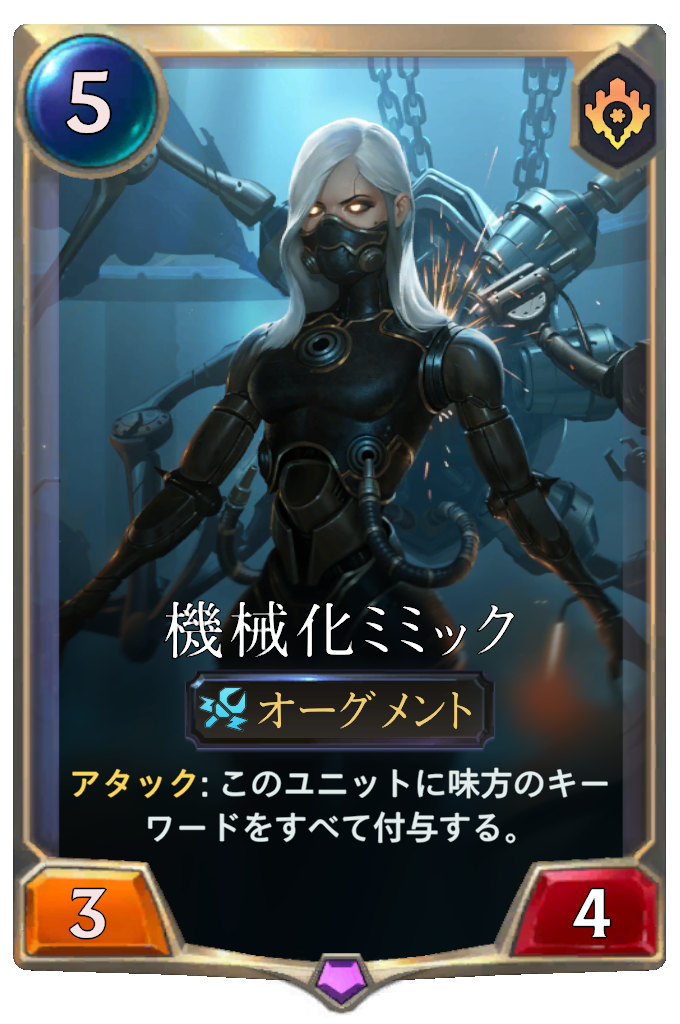 5
機械化ミミック
オーグメント
アタック: このユニットに味方のキー
ワードをすべて付与する。
3
4